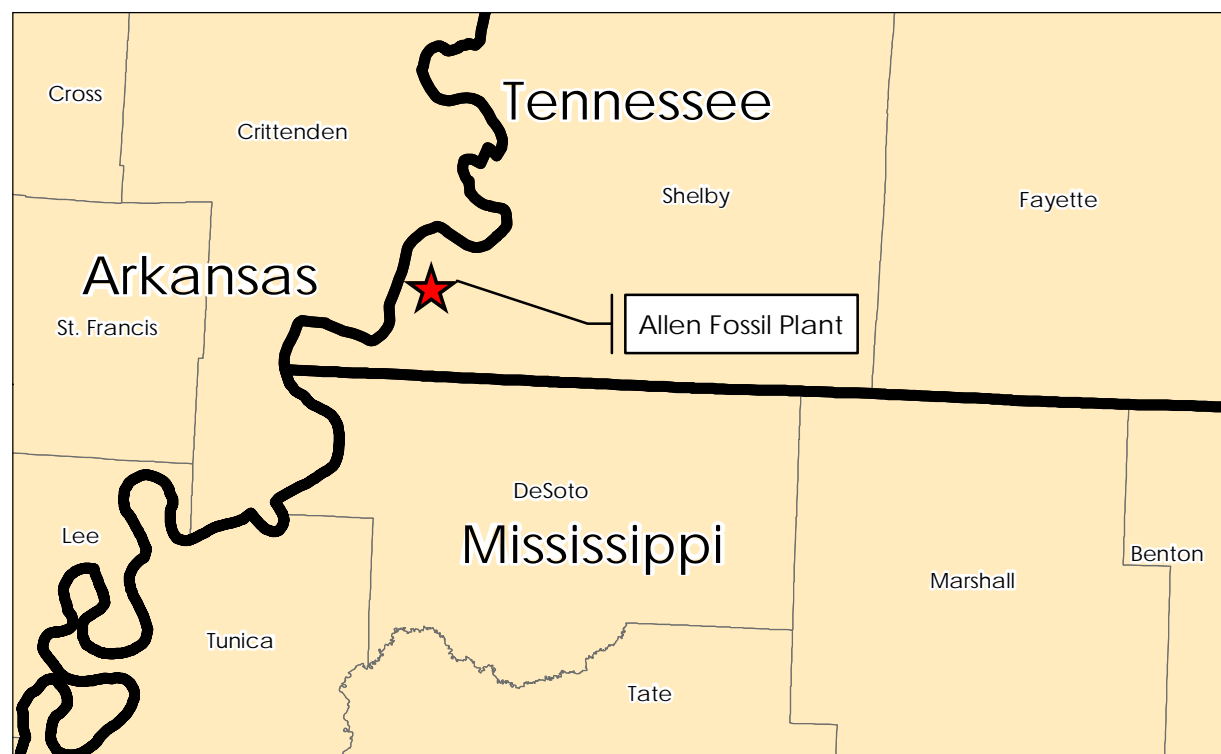 Cross
Tennessee
Crittenden
Shelby
Fayette
Arkansas
St. Francis
Allen Fossil Plant
DeSoto
Mississippi
Lee
Benton
Marshall
Tunica
Tate